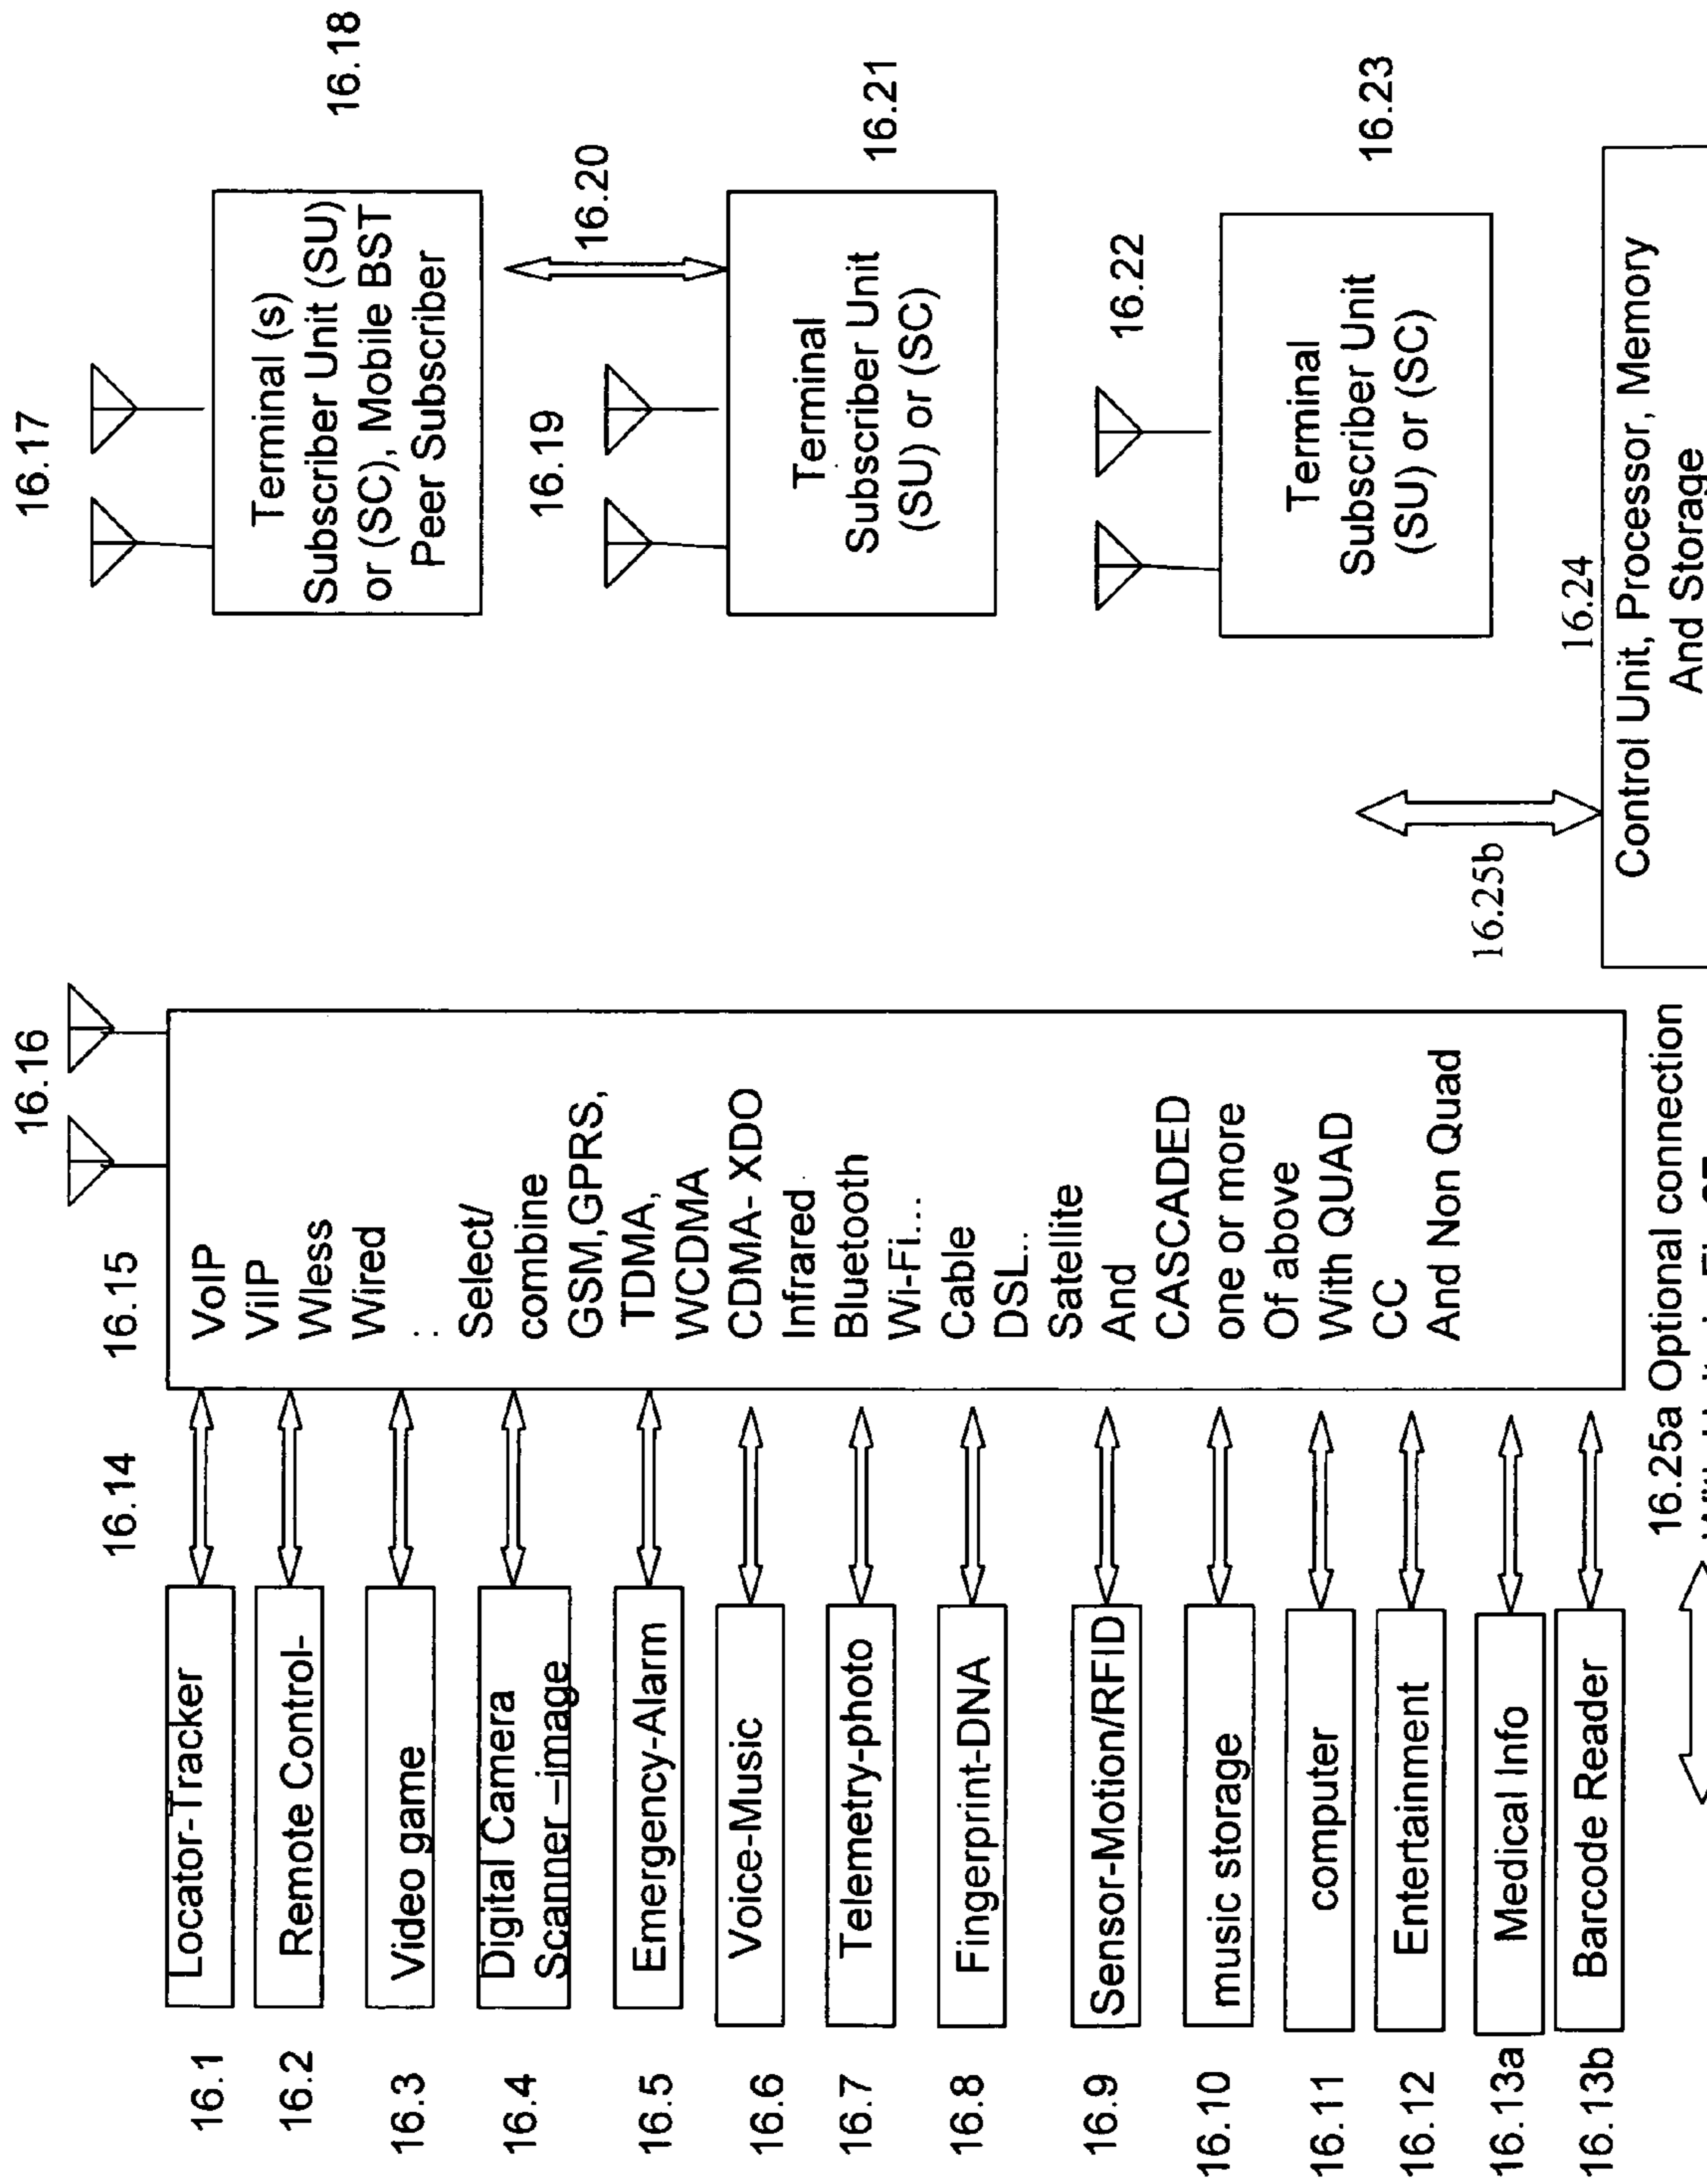 16.1
Locator-Tracker
16.2
Remote Control-
16.3
Video game
16.4
Digital Camera
Scanner –image
16.5
Emergency-Alarm
16.6
Voice-Music
16.7
Telemetry-photo
16.8
Fingerprint-DNA
16.9
Sensor-Motion/RFID
16.10
music storage
16.11
computer
16.12
Entertainment
16.13a
Medical Info
16.13b
Barcode Reader
16.14
16.15
16.16
VoIP
ViIP
Wless
Wired
..
Select/
combine
GSM,GPRS,
TDMA,
WCDMA
CDMA- XDO
Infrared
Bluetooth
Wi-Fi...
Cable
DSL..
Satellite
And
CASCADED
one or more
Of above
With QUAD
CC
And Non Quad
16.25a Optional connection
16.17
Terminal (s)
Subscriber Unit (SU)
or (SC), Mobile BST
Peer Subscriber
16.18
16.19
16.20
Terminal
Subscriber Unit
(SU) or (SC)
16.21
16.22
Terminal
Subscriber Unit
(SU) or (SC)
16.23
16.25b
16.24
Control Unit, Processor, Memory
And Storage